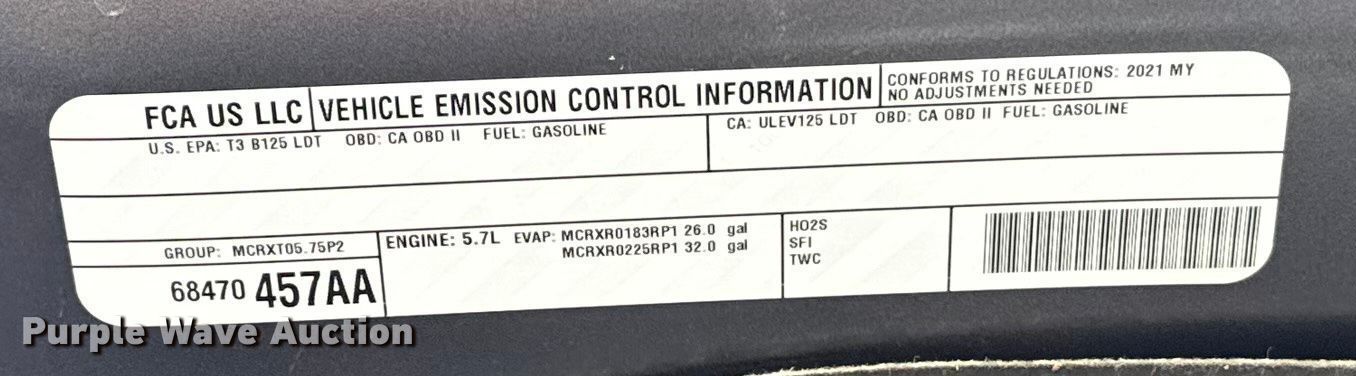 FCA US LLC
VEHICLE EMISSION CONTROL INFORMATION
CONFORMS TO REGULATIONS: 2021 MY
NO ADJUSTMENTS NEEDED
U.S. EPA: T3 B125 LDT OBD: CA OBD II FUEL: GASOLINE
CA: ULEV125 LDT OBD: CA OBD II FUEL: GASOLINE
GROUP: MCRXT05.75P2
68470 457AA
ENGINE: 5.7L EVAP: MCRXR0183RP1 26.0 gal
MCRXR0225RP1 32.0 gal
HO2S
SFI
TWC
Purple Wave Auction